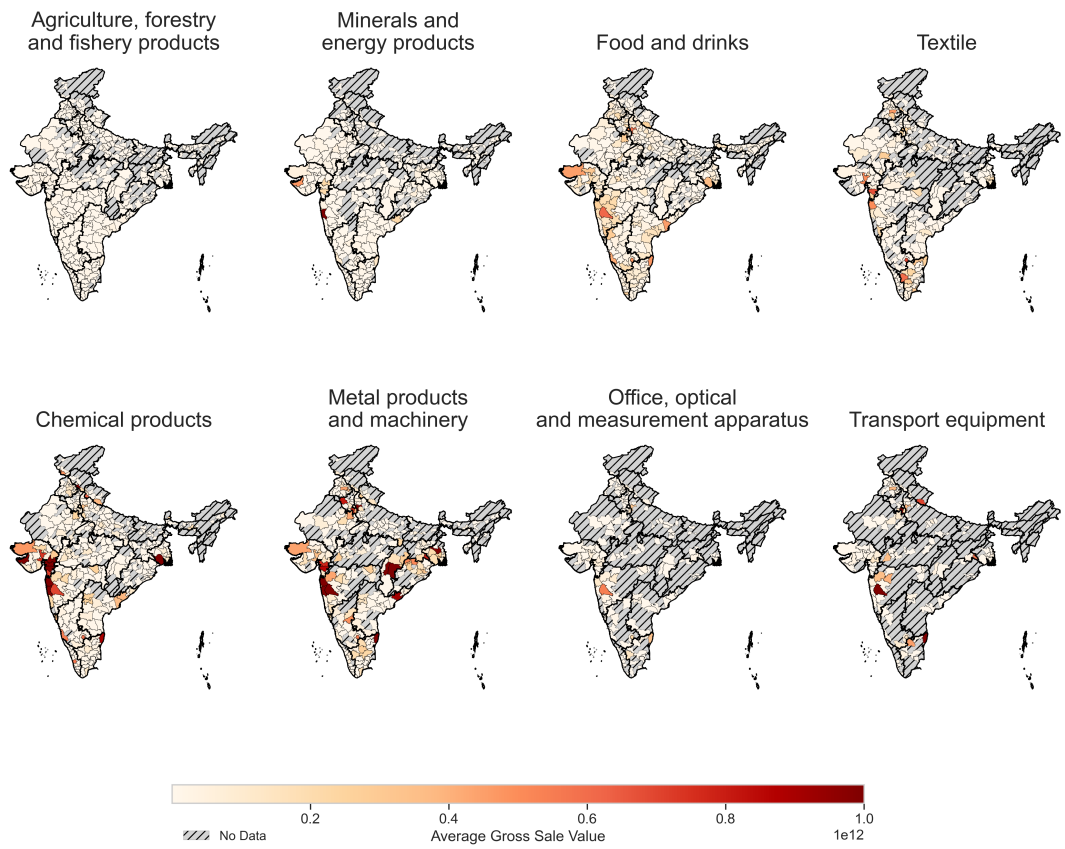 Agriculture, forestry
and fishery products
Minerals and
energy products
Food and drinks
Textile
Chemical products
Metal products
and machinery
Office, optical
and measurement apparatus
Transport equipment
0.2 0.4 0.6 0.8 1.0
No Data Average Gross Sale Value 1e12